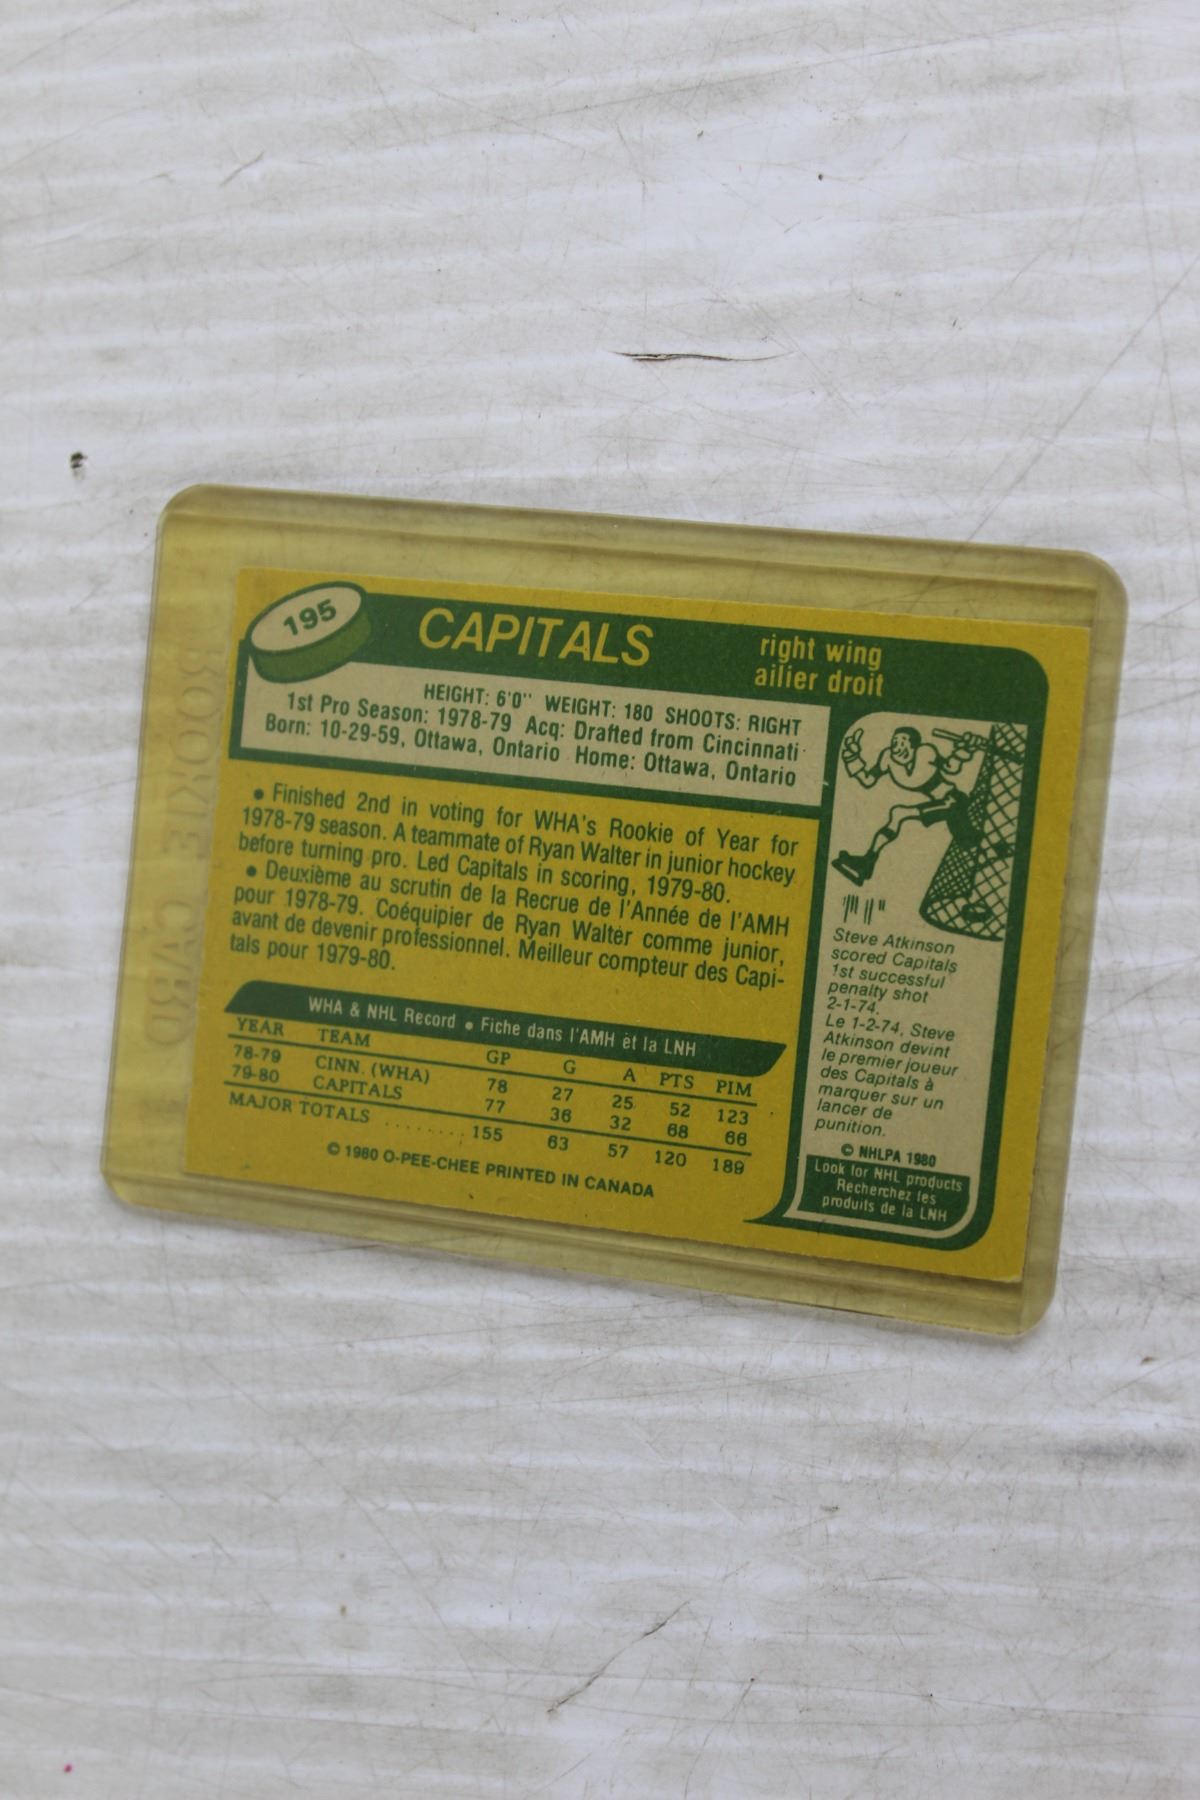 195
CAPITALS
right wing
ailier droit
HEIGHT: 6'0'' WEIGHT: 180 SHOOTS: RIGHT
1st Pro Season: 1978-79 Acq: Drafted from Cincinnati
Born: 10-29-59, Ottawa, Ontario Home: Ottawa, Ontario
• Finished 2nd in voting for WHA's Rookie of Year for
1978-79 season. A teammate of Ryan Walter in junior hockey
before turning pro. Led Capitals in scoring, 1979-80.
• Deuxième au scrutin de la Recrue de l'Année de l'AMH
pour 1978-79. Coéquipier de Ryan Walter comme junior,
avant de devenir professionnel. Meilleur compteur des Capi-
tals pour 1979-80.
WHA & NHL Record • Fiche dans l'AMH et la LNH
YEAR TEAM GP G A PTS PIM
78-79 CINN. (WHA) 78 27 25 52 123
79-80 CAPITALS 77 36 32 68 66
MAJOR TOTALS ........ 155 63 57 120 189
© 1980 O-PEE-CHEE PRINTED IN CANADA
Steve Atkinson
scored Capitals
1st successful
penalty shot
2-1-74.
Le 1-2-74, Steve
Atkinson devint
le premier joueur
des Capitals à
marquer sur un
lancer de
punition.
© NHLPA 1980
Look for NHL products
Recherchez les
produits de la LNH
ROOKIE CARD